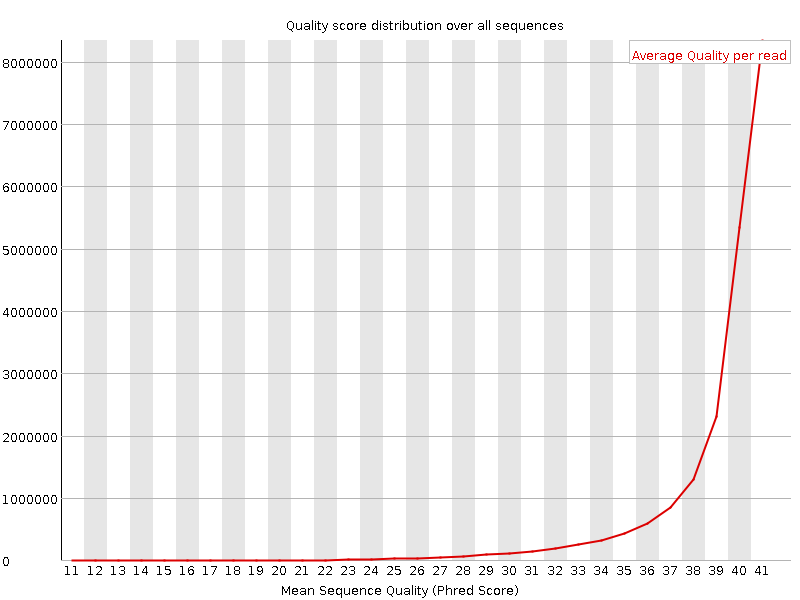 Quality score distribution over all sequences
Average Quality per read
8000000
7000000
6000000
5000000
4000000
3000000
2000000
1000000
0
11 12 13 14 15 16 17 18 19 20 21 22 23 24 25 26 27 28 29 30 31 32 33 34 35 36 37 38 39 40 41
Mean Sequence Quality (Phred Score)